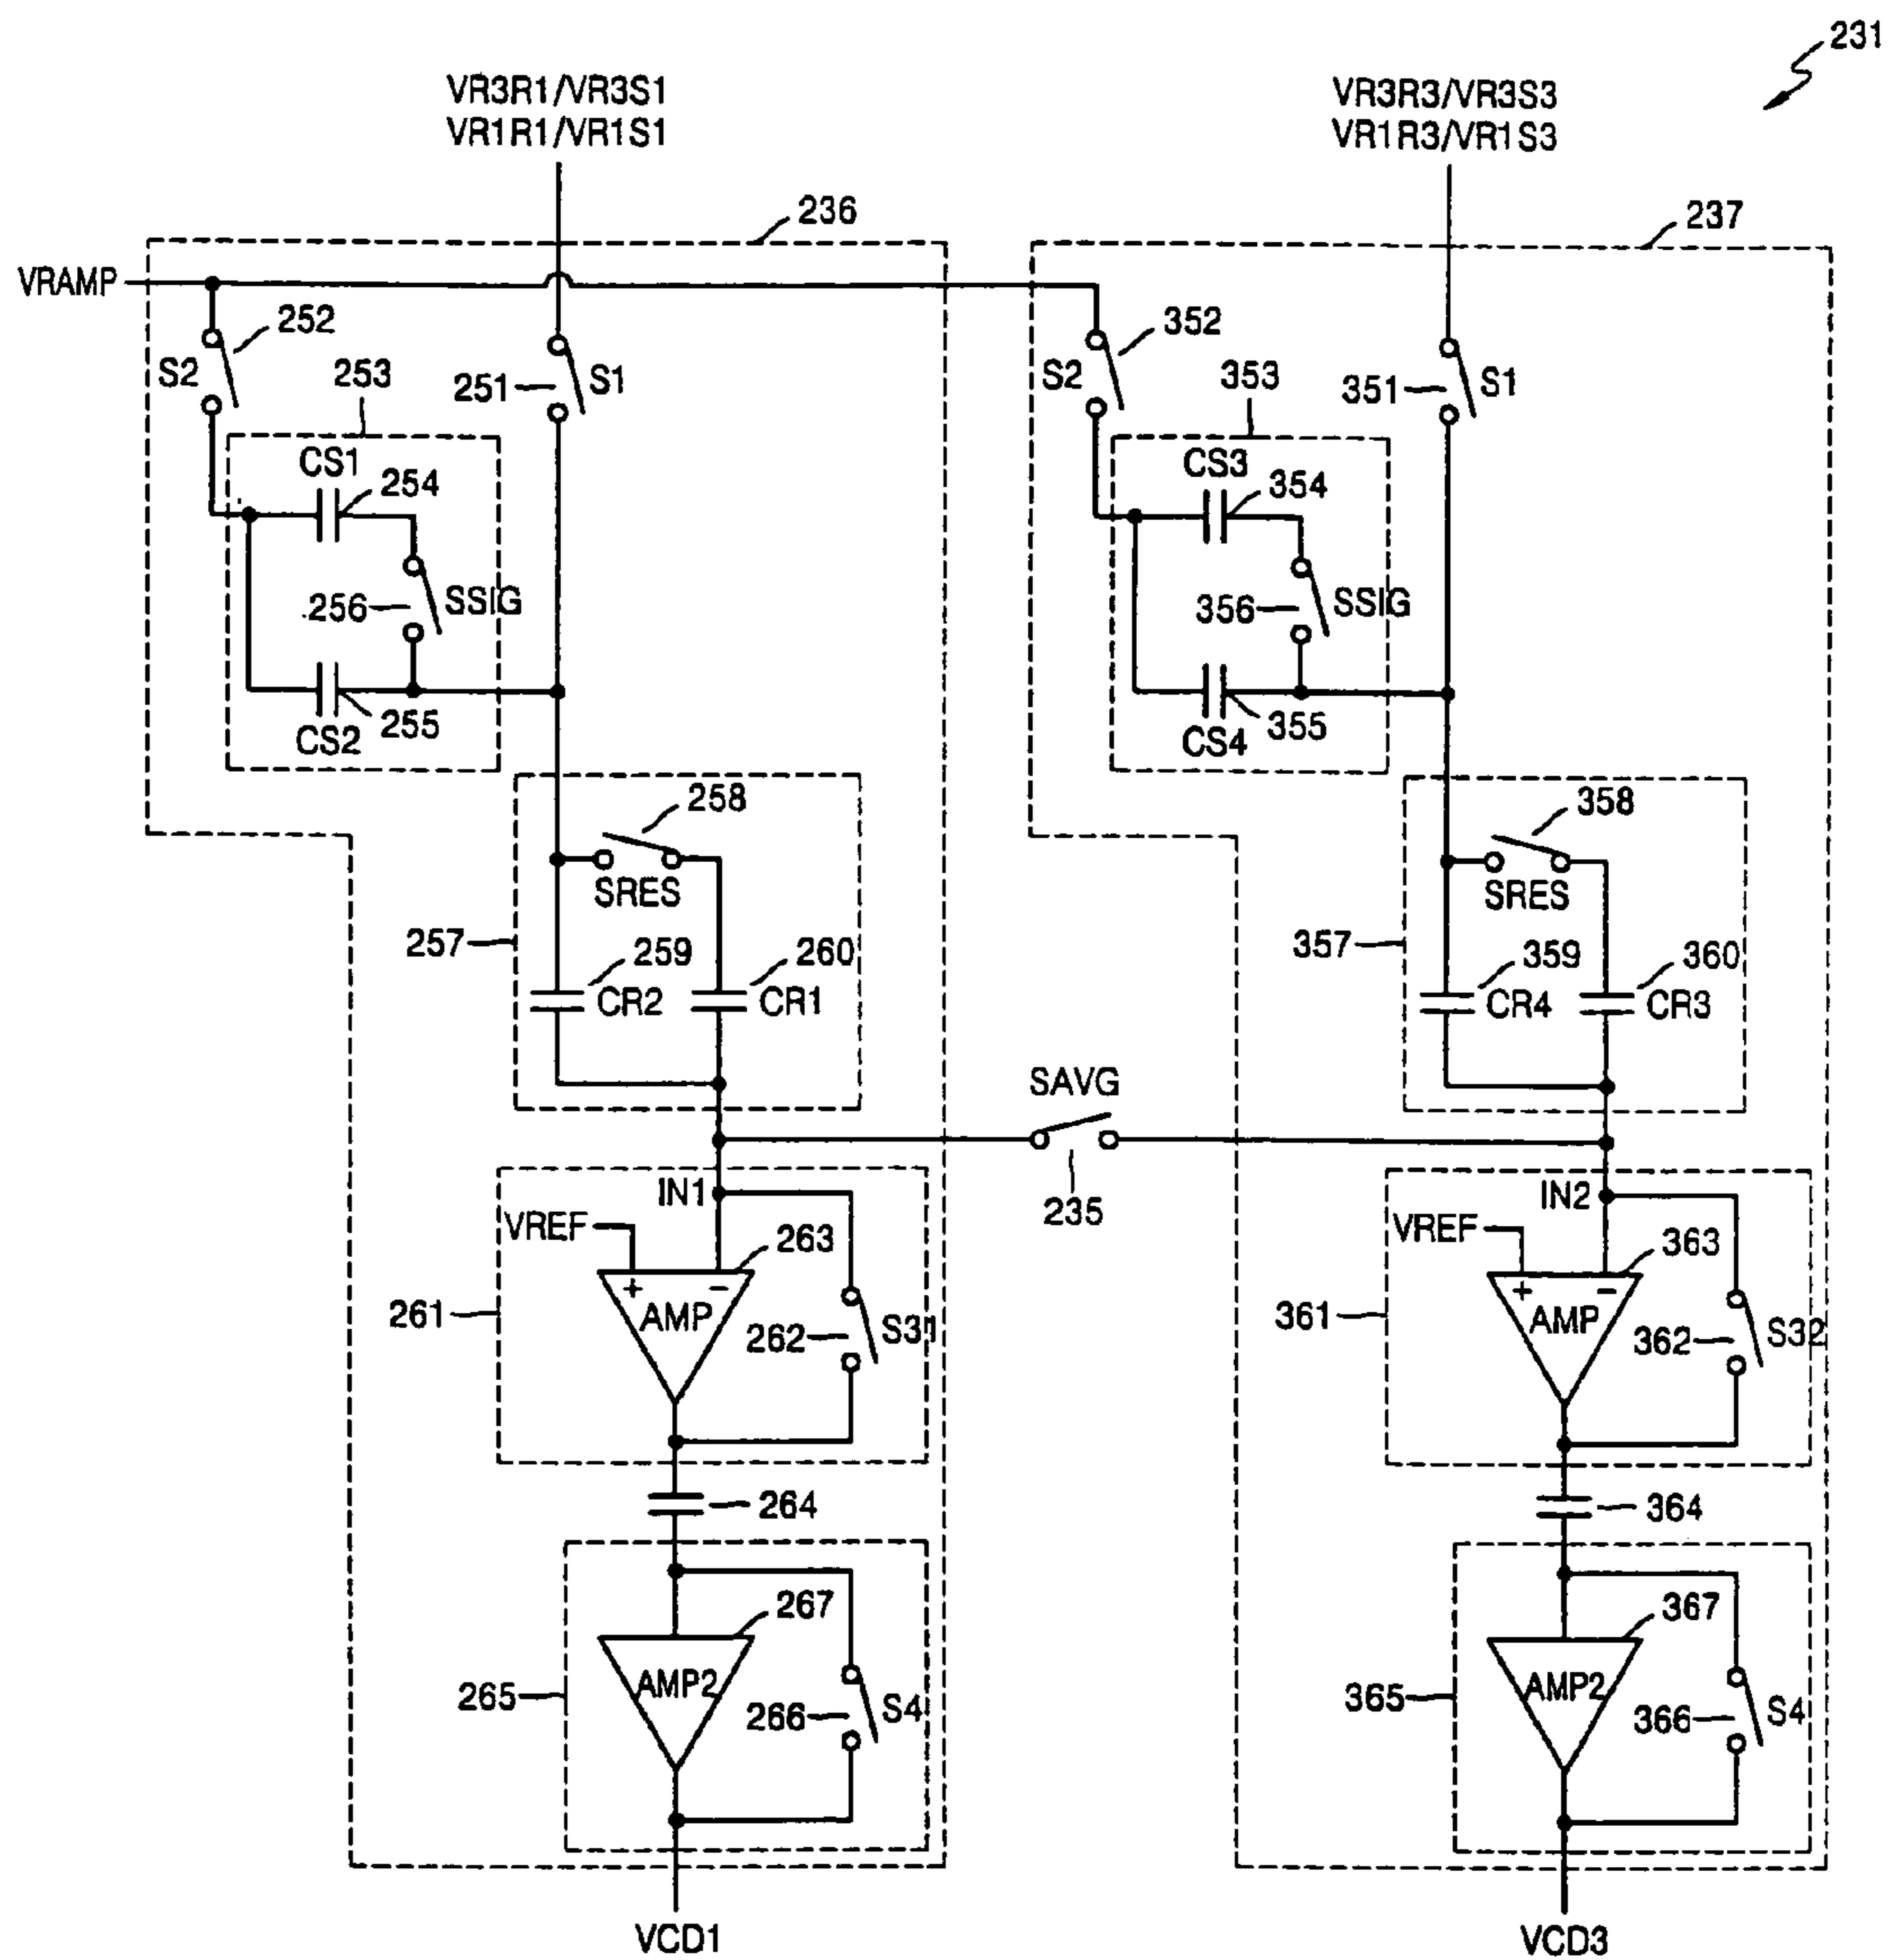 231
VR3R1/VR3S1
VR1R1/VR1S1
VR3R3/VR3S3
VR1R3/VR1S3
236
237
VRAMP
252
S2
253
251
S1
352
S2
353
351
S1
CS1
254
256
SSIG
255
CS2
CS3
354
356
SSIG
355
CS4
258
SRES
257
259
260
CR2
CR1
358
SRES
357
359
360
CR4
CR3
SAVG
235
IN1
VREF
263
+
−
AMP
261
262
S31
IN2
VREF
363
+
−
AMP
361
362
S32
264
364
267
AMP2
265
266
S4
367
AMP2
365
366
S4
VCD1
VCD3